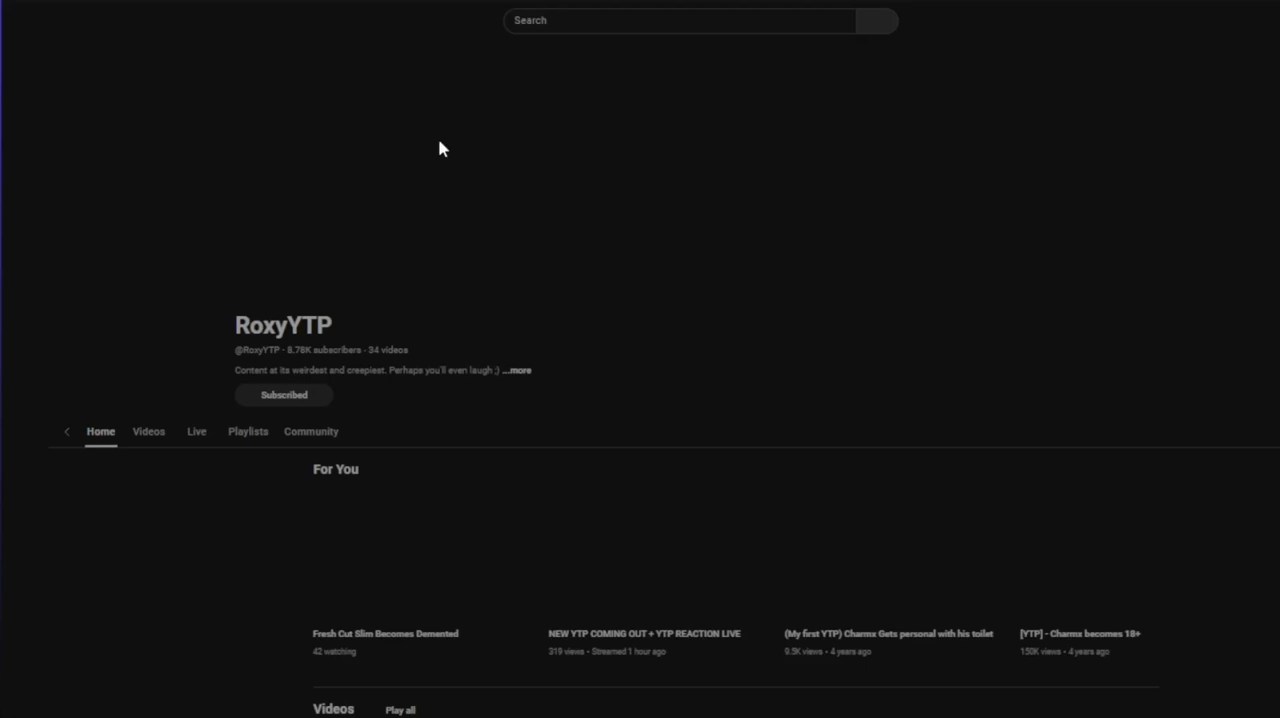 Search
RoxyYTP
@RoxyYTP · 8.78K subscribers · 34 videos
Content at its weirdest and creepiest. Perhaps you'll even laugh ;) ...more
Subscribed
Home Videos Live Playlists Community
For You
Fresh Cut Slim Becomes Demented
42 watching
NEW YTP COMING OUT + YTP REACTION LIVE
319 views • Streamed 1 hour ago
(My first YTP) Charmx Gets personal with his toilet
9.5K views • 4 years ago
[YTP] - Charmx becomes 18+
150K views • 4 years ago
Videos Play all